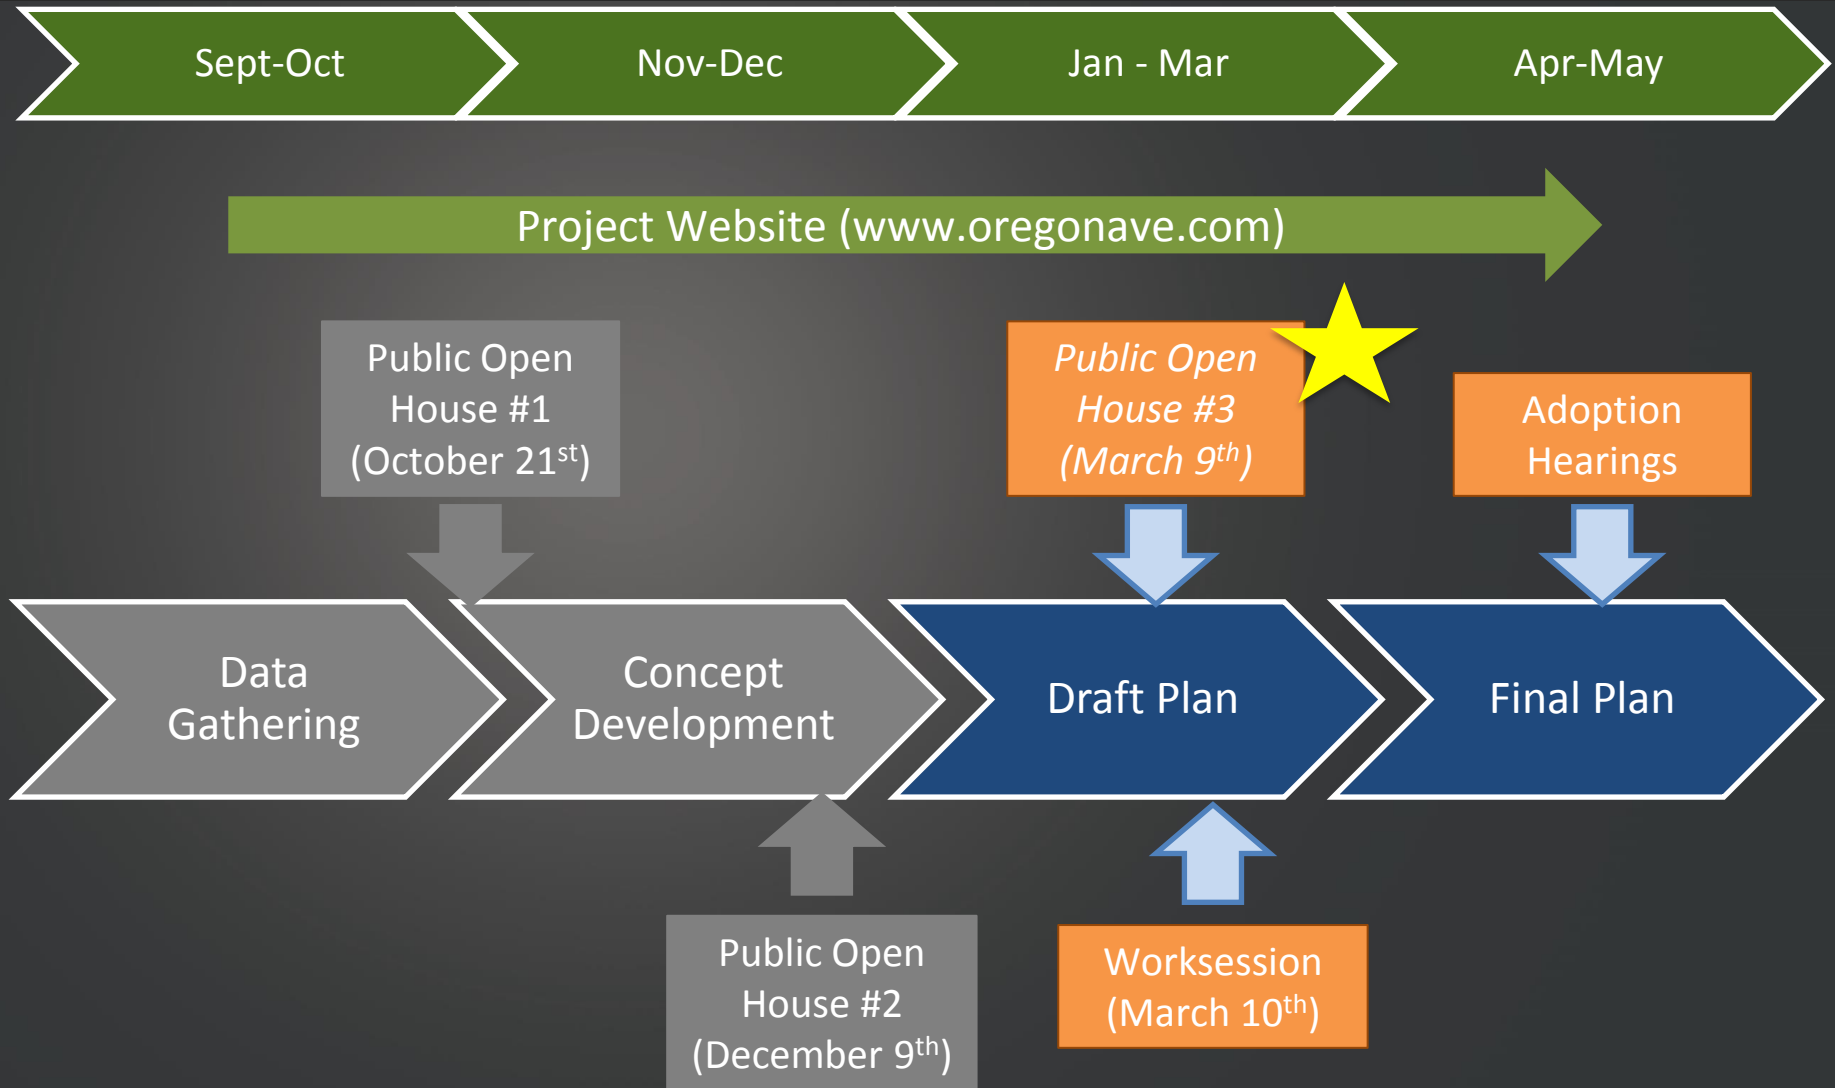 Sept-Oct
Nov-Dec
Jan - Mar
Apr-May
Project Website (www.oregonave.com)
Public Open
House #1
(October 21st)
Public Open
House #3
(March 9th)
Adoption
Hearings
Data
Gathering
Concept
Development
Draft Plan
Final Plan
Public Open
House #2
(December 9th)
Worksession
(March 10th)